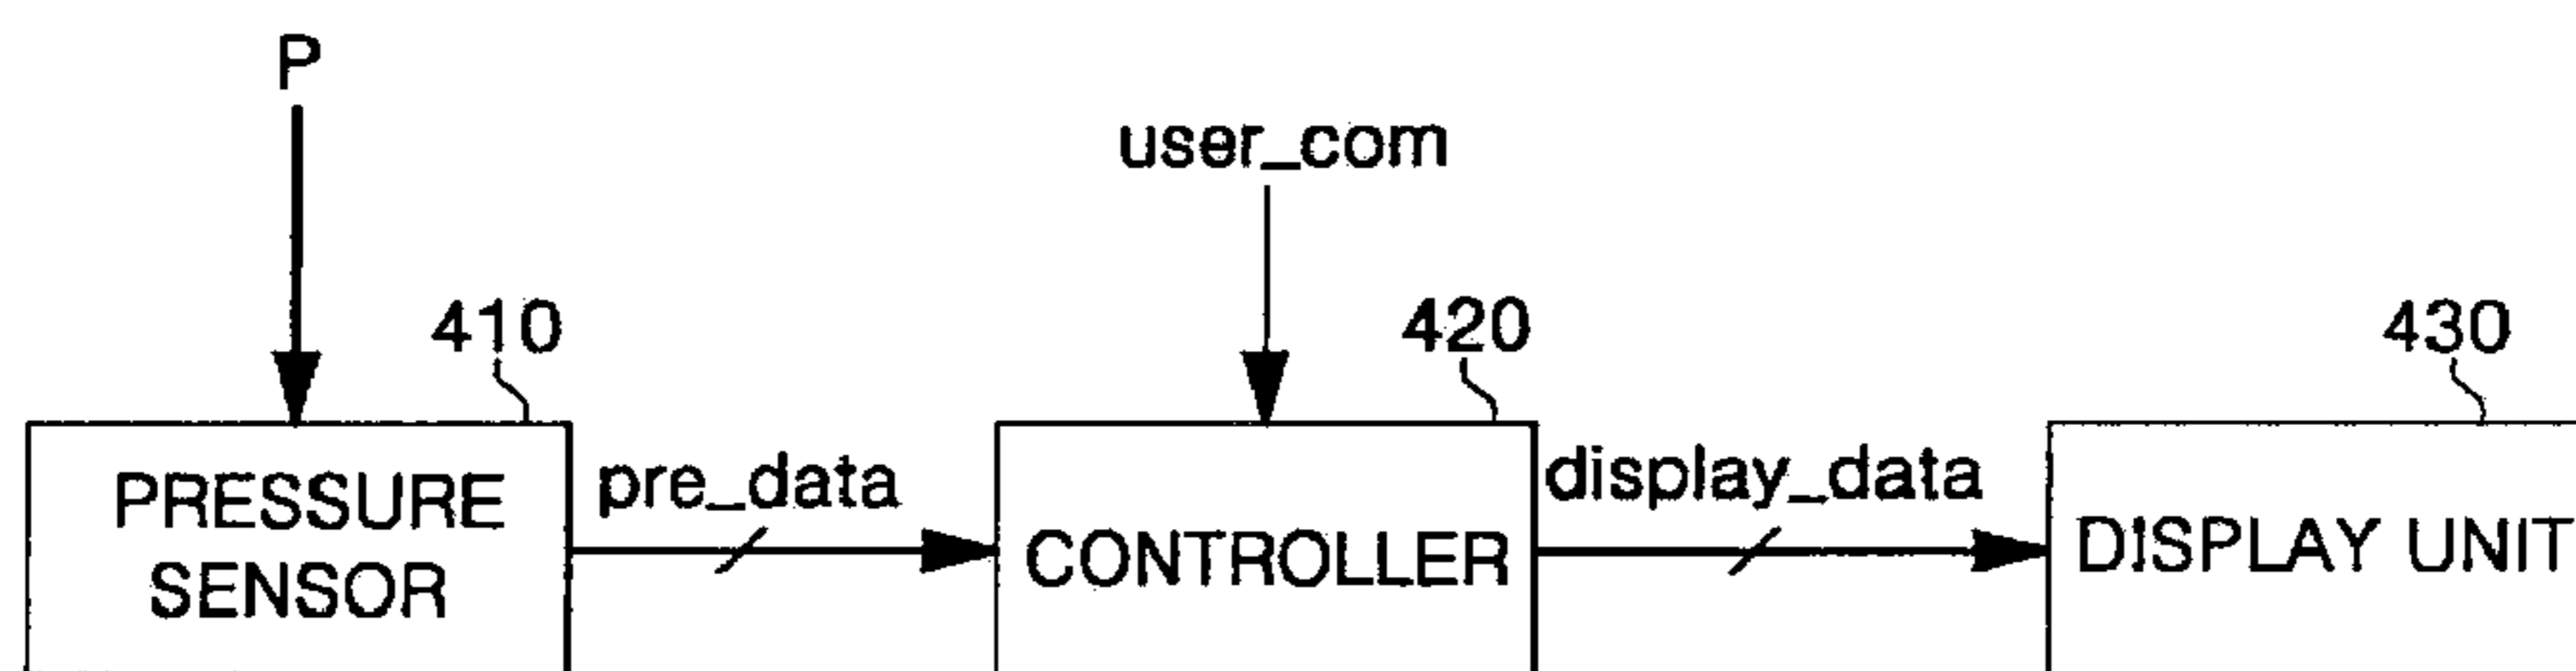 P
user_com
410
420
430
PRESSURE
SENSOR
pre_data
CONTROLLER
display_data
DISPLAY UNIT